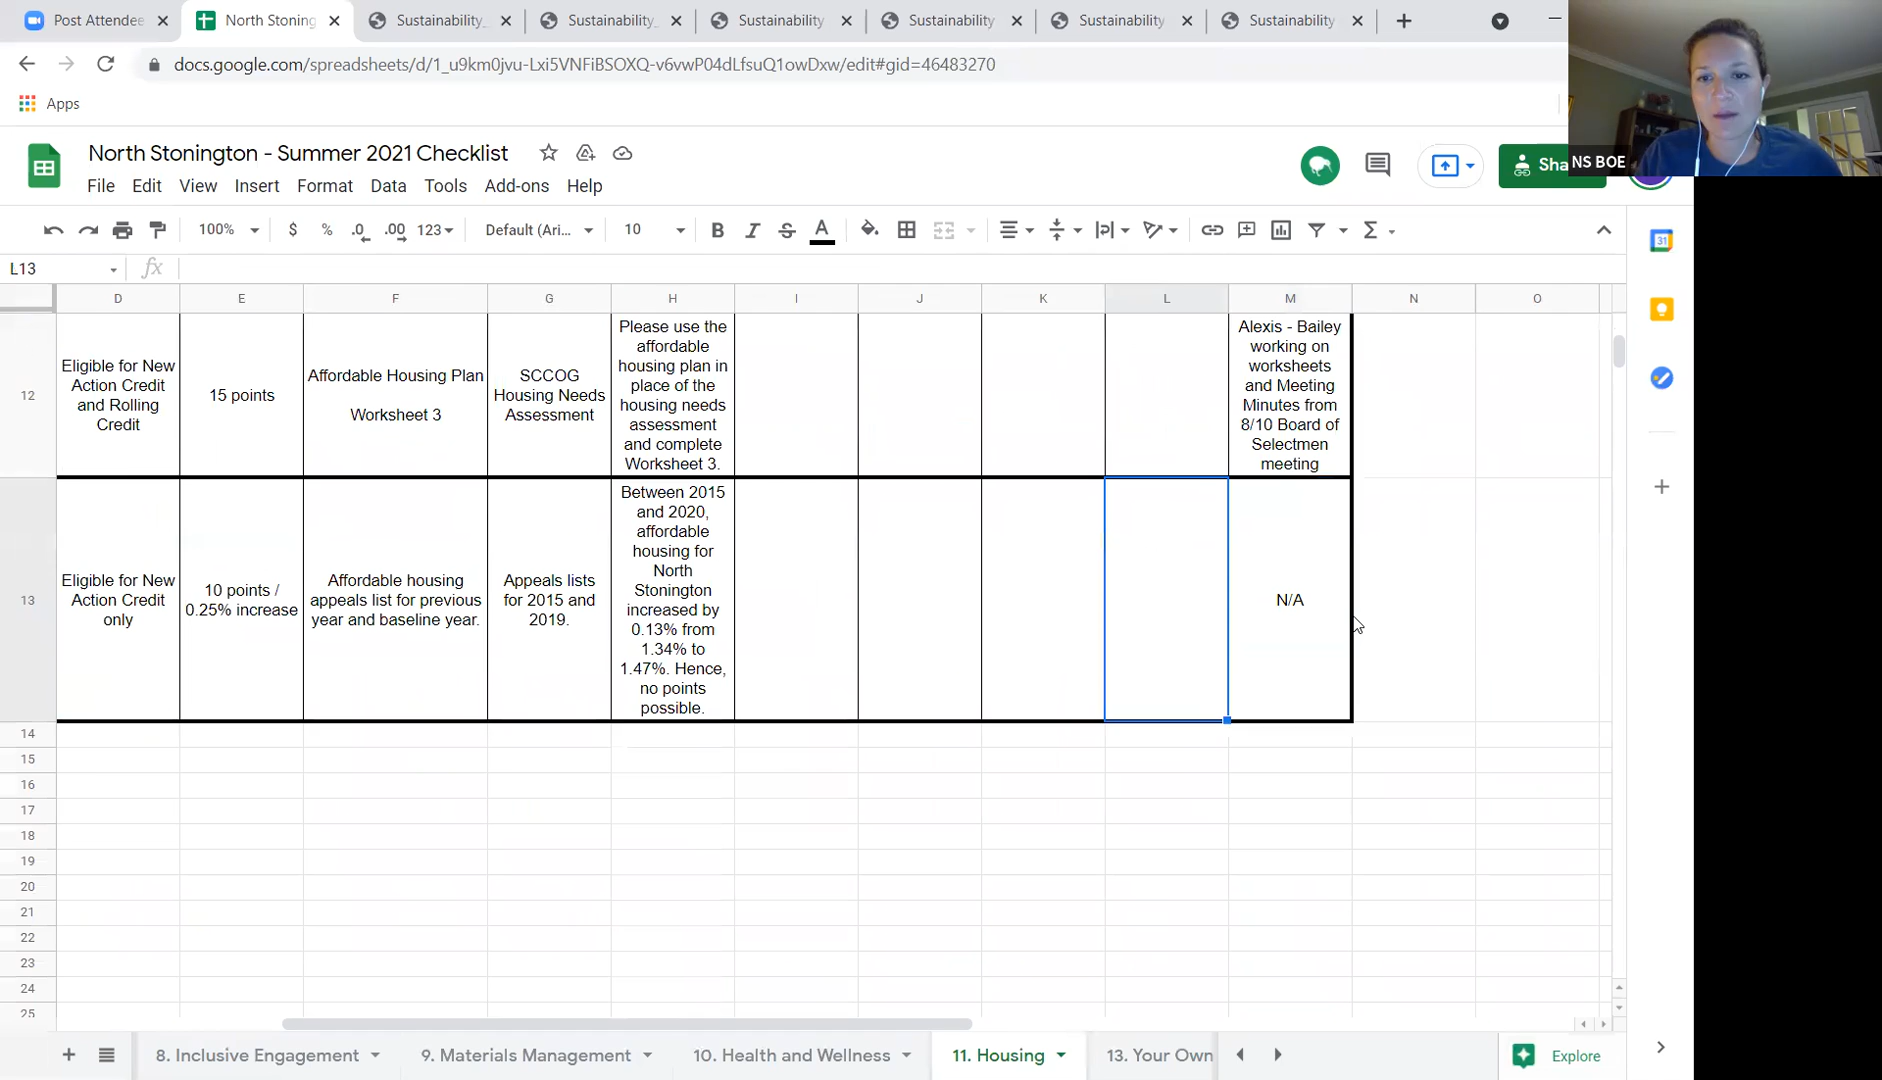 Post Attendee
North Stoning
Sustainability_
Sustainability_
Sustainability
Sustainability
Sustainability
Sustainability
docs.google.com/spreadsheets/d/1_u9km0jvu-Lxi5VNFiBSOXQ-v6vwP04dLfsuQ1owDxw/edit#gid=46483270
Apps
North Stonington - Summer 2021 Checklist
Sha
NS BOE
File Edit View Insert Format Data Tools Add-ons Help
100% $ % .0 .00 123 Default (Ari... 10 B I S A Σ
L13 fx
D E F G H I J K L M N O
12
Eligible for New
Action Credit
and Rolling
Credit
15 points
Affordable Housing Plan
Worksheet 3
SCCOG
Housing Needs
Assessment
Please use the
affordable
housing plan in
place of the
housing needs
assessment
and complete
Worksheet 3.
Alexis - Bailey
working on
worksheets
and Meeting
Minutes from
8/10 Board of
Selectmen
meeting
13
Eligible for New
Action Credit
only
10 points /
0.25% increase
Affordable housing
appeals list for previous
year and baseline year.
Appeals lists
for 2015 and
2019.
Between 2015
and 2020,
affordable
housing for
North
Stonington
increased by
0.13% from
1.34% to
1.47%. Hence,
no points
possible.
N/A
14
15
16
17
18
19
20
21
22
23
24
25
8. Inclusive Engagement
9. Materials Management
10. Health and Wellness
11. Housing
13. Your Own
Explore
31